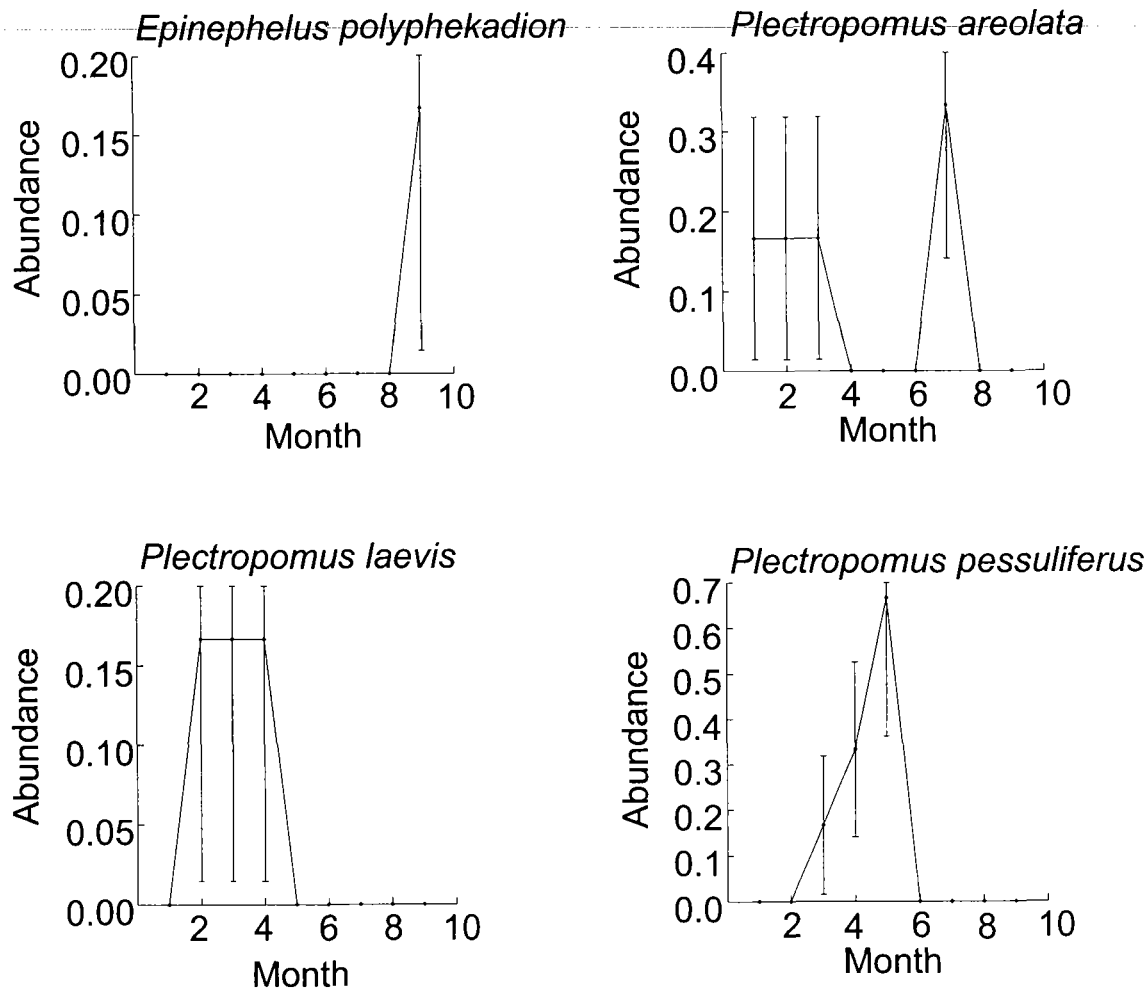 Epinephelus polyphekadion
0.20
0.15
0.10
0.05
0.00
Abundance
2 4 6 8 10
Month
Plectropomus areolata
0.4
0.3
0.2
0.1
0.0
Abundance
2 4 6 8 10
Month
Plectropomus laevis
0.20
0.15
0.10
0.05
0.00
Abundance
2 4 6 8 10
Month
Plectropomus pessuliferus
0.7
0.6
0.5
0.4
0.3
0.2
0.1
0.0
Abundance
2 4 6 8 10
Month